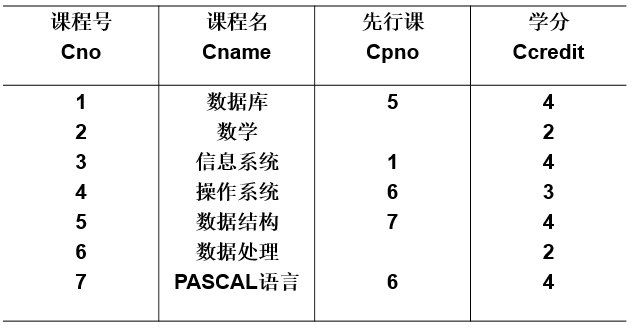 课程号 课程名 先行课 学分
Cno Cname Cpno Ccredit
1 数据库 5 4
2 数学 2
3 信息系统 1 4
4 操作系统 6 3
5 数据结构 7 4
6 数据处理 2
7 PASCAL语言 6 4